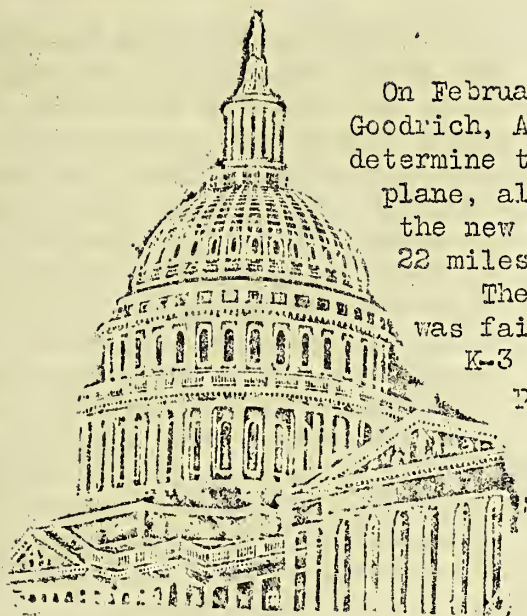 On Februa
Goodrich, A
determine t
plane, al
the new
22 miles
The
was fai
K-3